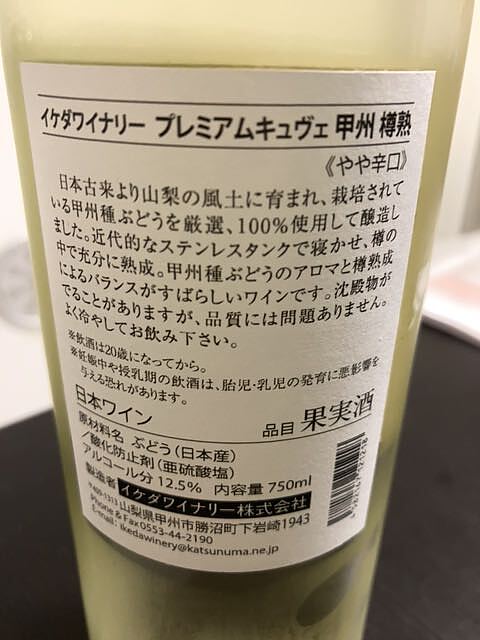 イケダワイナリー プレミアムキュヴェ 甲州 樽熟
《やや辛口》
日本古来より山梨の風土に育まれ、栽培されて
いる甲州種ぶどうを厳選、100%使用して醸造し
ました。近代的なステンレスタンクで寝かせ、樽の
中で充分に熟成。甲州種ぶどうのアロマと樽熟成
によるバランスがすばらしいワインです。沈殿物が
でることがありますが、品質には問題ありません。
よく冷やしてお飲み下さい。
※飲酒は20歳になってから。
※妊娠中や授乳期の飲酒は、胎児・乳児の発育に悪影響を
与える恐れがあります。
日本ワイン
品目 果実酒
原材料名 ぶどう(日本産)
/酸化防止剤(亜硫酸塩)
アルコール分 12.5% 内容量 750ml
製造者 イケダワイナリー株式会社
〒409-1313 山梨県甲州市勝沼町下岩崎1943
Phone & Fax 0553-44-2190
E-mail : ikedawinery@katsunuma.ne.jp